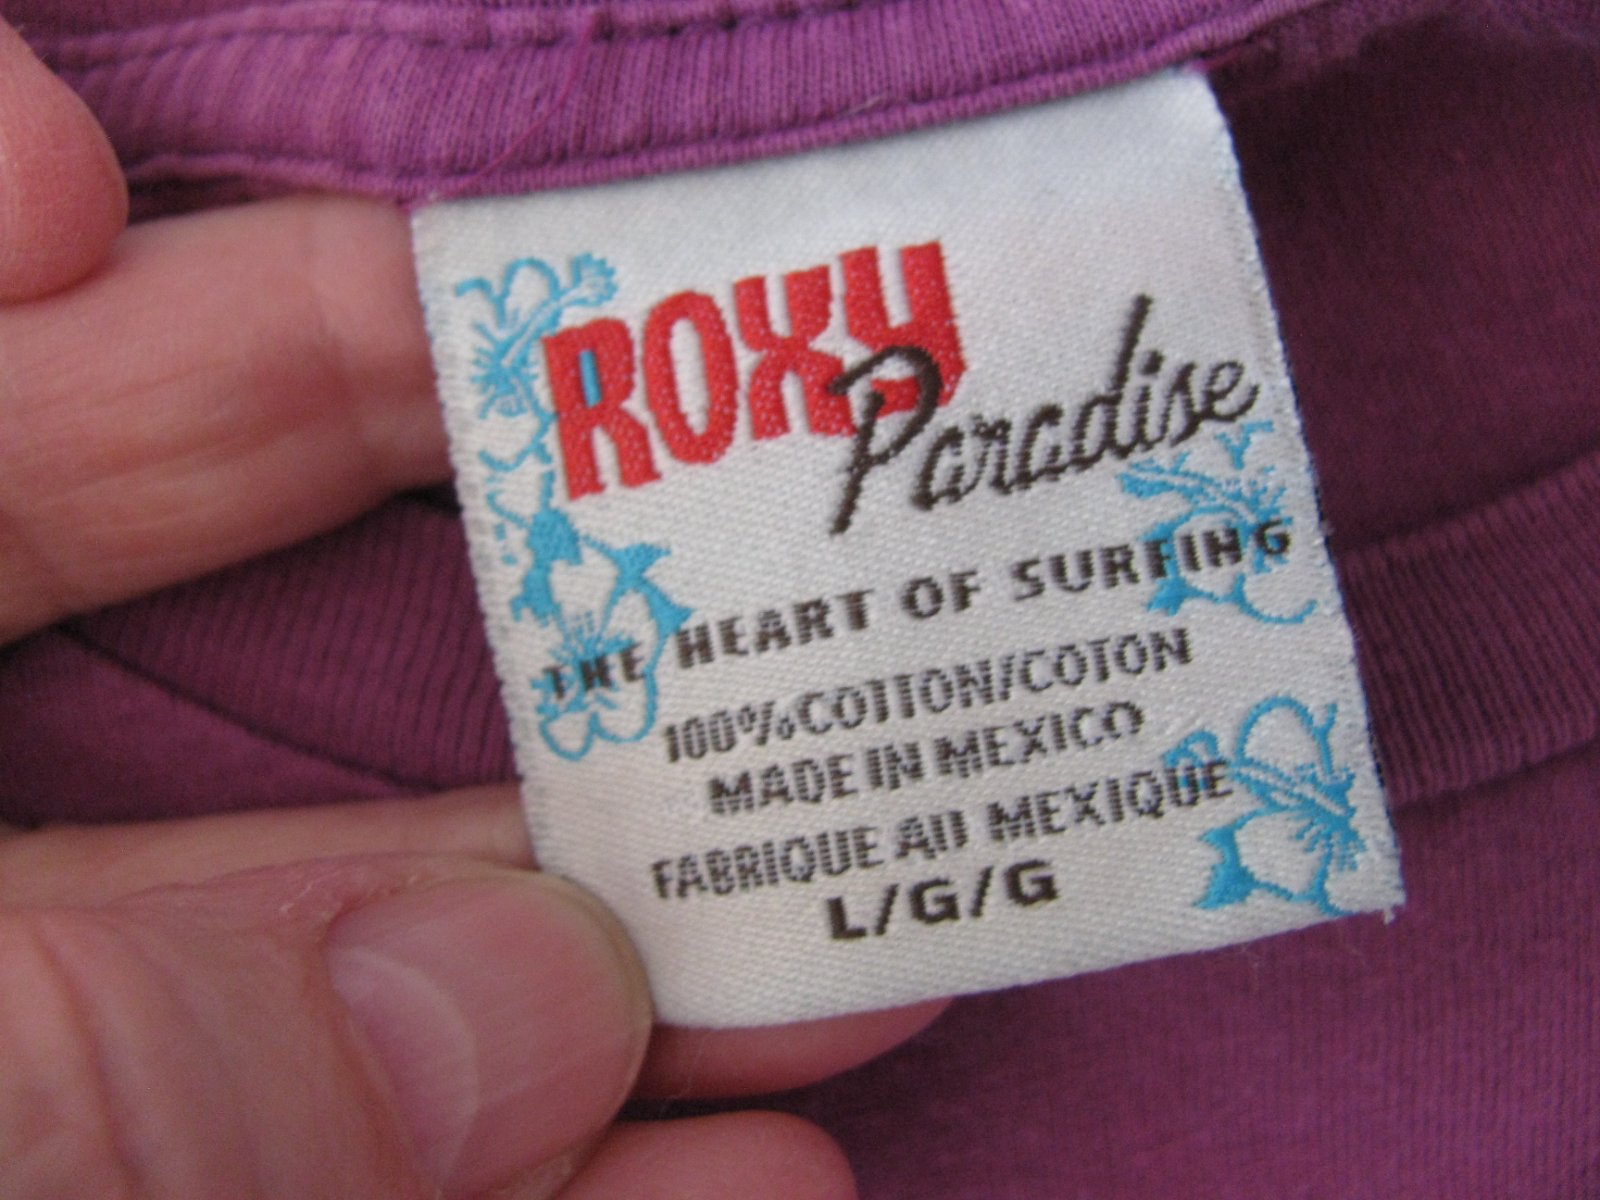 ROXY
Paradise
THE HEART OF SURFING
100% COTTON/COTON
MADE IN MEXICO
FABRIQUE AU MEXIQUE
L/G/G